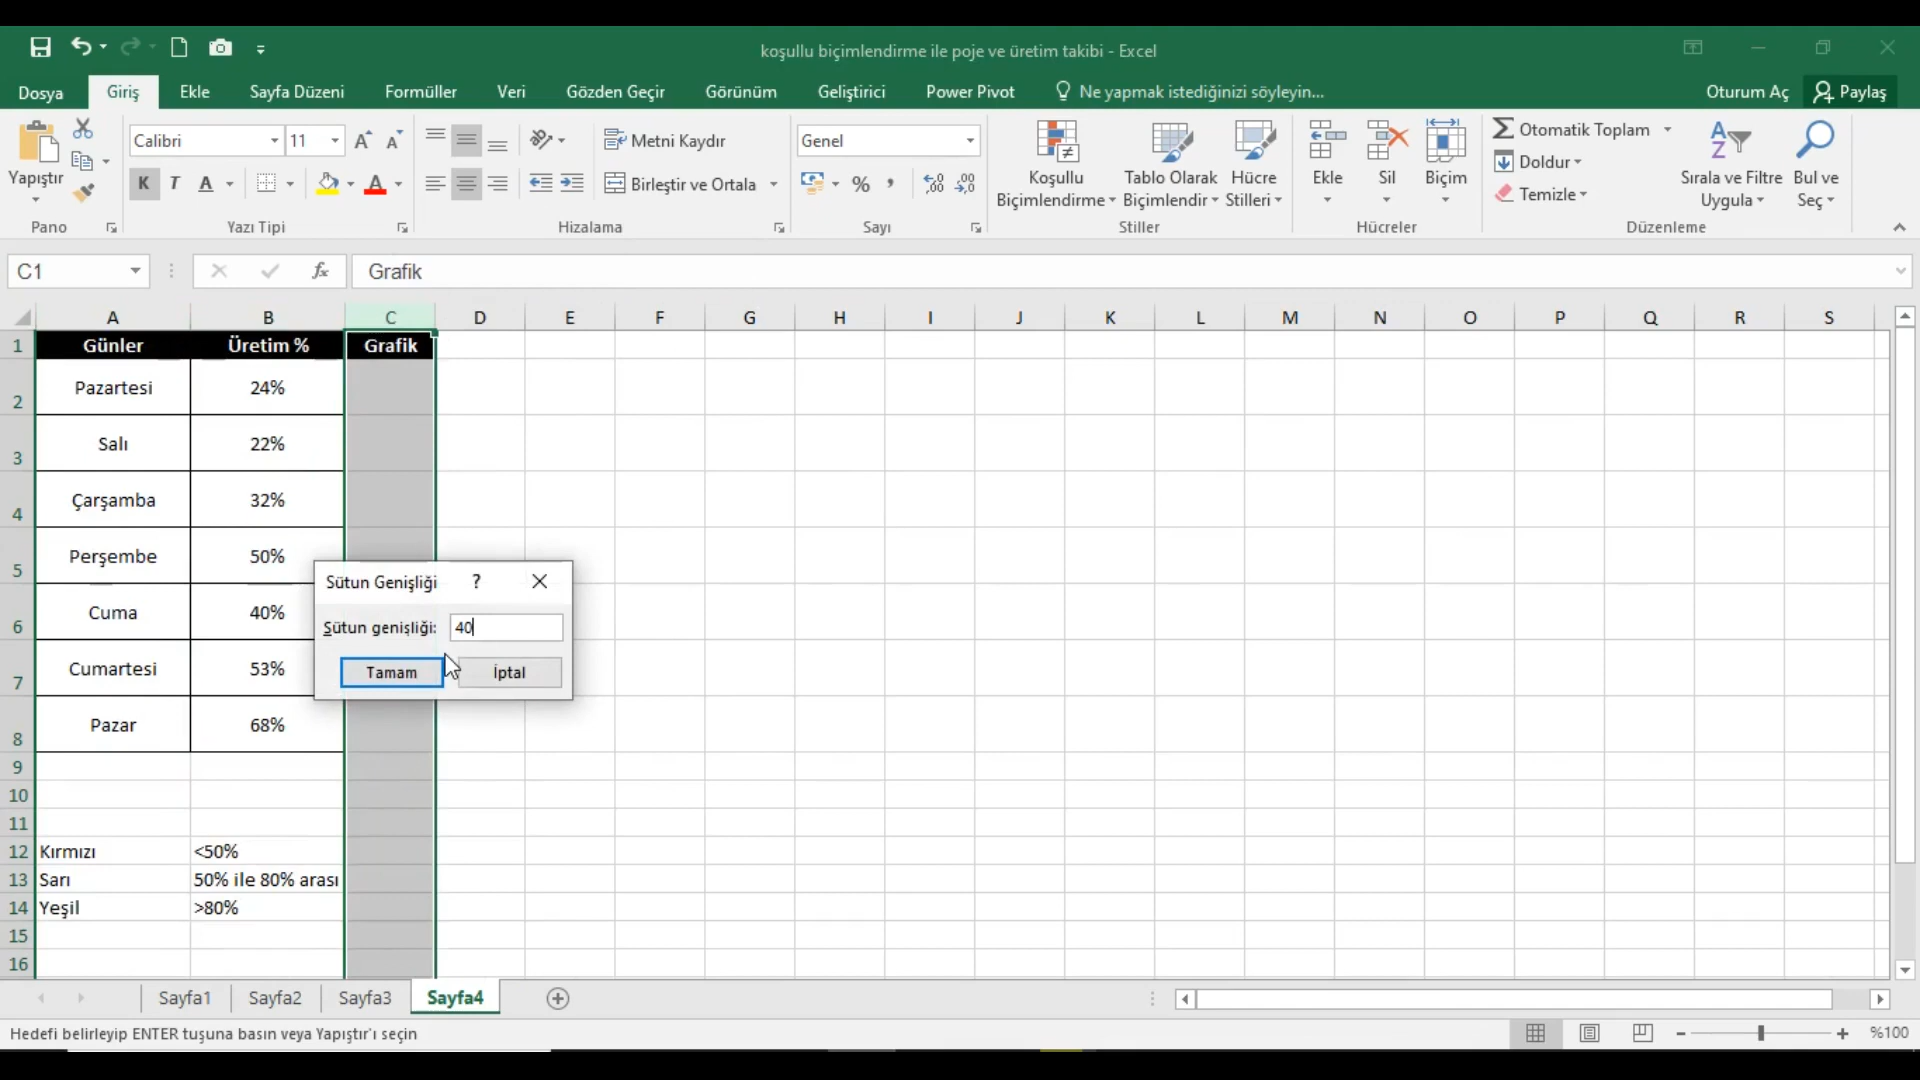 koşullu biçimlendirme ile poje ve üretim takibi - Excel
Dosya Giriş Ekle Sayfa Düzeni Formüller Veri Gözden Geçir Görünüm Geliştirici Power Pivot Ne yapmak istediğinizi söyleyin... Oturum Aç Paylaş
Yapıştır
Pano
Calibri 11
K T A A
Yazı Tipi
Metni Kaydır
Birleştir ve Ortala
Hizalama
Genel
%
Sayı
Koşullu Biçimlendirme
Tablo Olarak Biçimlendir
Hücre Stilleri
Stiller
Ekle Sil Biçim
Hücreler
Otomatik Toplam
Doldur
Temizle
Sırala ve Filtre Uygula
Bul ve Seç
Düzenleme
C1 fx Grafik
A B C D E F G H I J K L M N O P Q R S
1 Günler Üretim % Grafik
2 Pazartesi 24%
3 Salı 22%
4 Çarşamba 32%
5 Perşembe 50%
6 Cuma 40%
7 Cumartesi 53%
8 Pazar 68%
9
10
11
12 Kırmızı <50%
13 Sarı 50% ile 80% arası
14 Yeşil >80%
15
16
Sütun Genişliği ?
Sütun genişliği: 40
Tamam İptal
Sayfa1 Sayfa2 Sayfa3 Sayfa4
Hedefi belirleyip ENTER tuşuna basın veya Yapıştır'ı seçin
%100